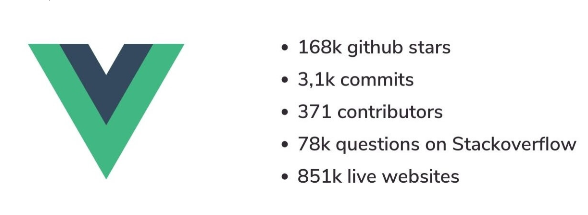 168k github stars
3,1k commits
371 contributors
78k questions on Stackoverflow
851k live websites